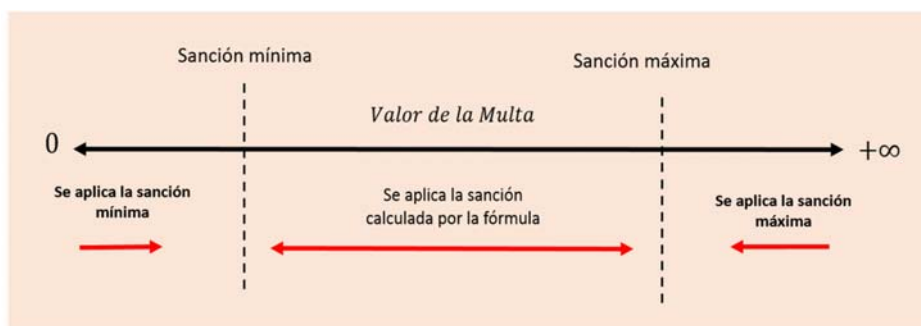 Sanción mínima
Sanción máxima
Valor de la Multa
0
+∞
Se aplica la sanción
mínima
Se aplica la sanción
calculada por la fórmula
Se aplica la sanción
máxima